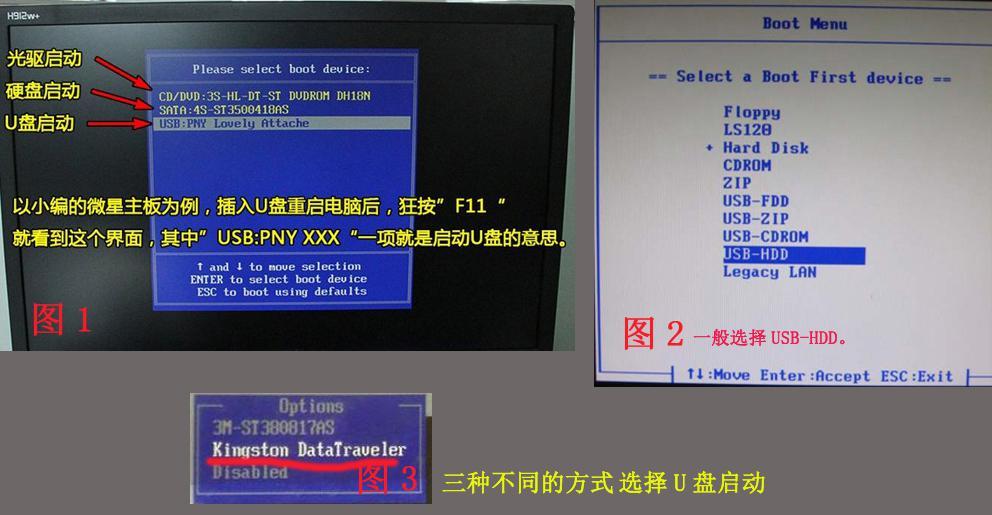 H912w+
光驱启动
硬盘启动
U盘启动
Please select boot device:
CD/DVD:3S-HL-DT-ST DVDROM DH18N
SATA:4S-ST3500418AS
USB:PNY Lovely Attache
以小编的微星主板为例，插入U盘重启电脑后，狂按”F11“
就看到这个界面，其中”USB:PNY XXX“一项就是启动U盘的意思。
↑ and ↓ to move selection
ENTER to select boot device
ESC to boot using defaults
图 1
Boot Menu
== Select a Boot First device ==
Floppy
LS120
+ Hard Disk
CDROM
ZIP
USB-FDD
USB-ZIP
USB-CDROM
USB-HDD
Legacy LAN
图 2 一般选择 USB-HDD。
↑↓:Move Enter:Accept ESC:Exit
Options
3M-ST380817AS
Kingston DataTraveler
Disabled
图 3
三种不同的方式 选择 U 盘启动